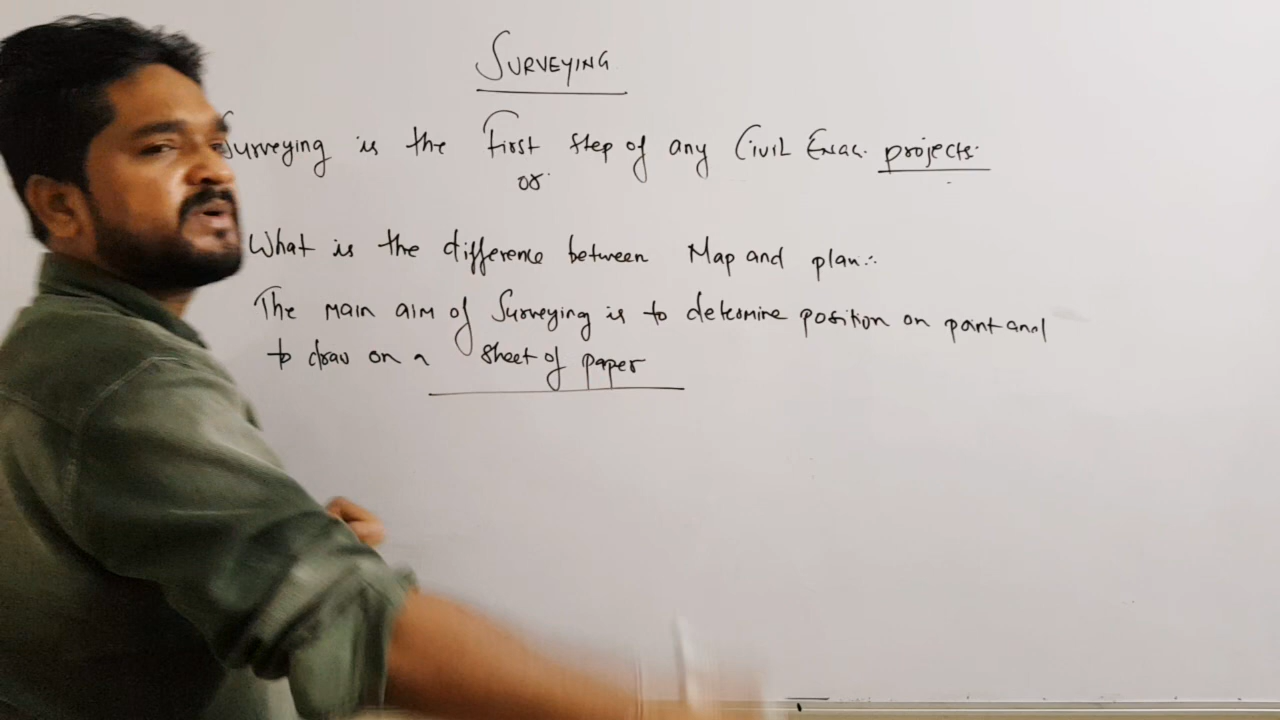 SURVEYING
Surveying is the First step of any Civil Engg. projects.
or
What is the difference between Map and plan:
The main aim of Surveying is to determine position on point and
to draw on a sheet of paper